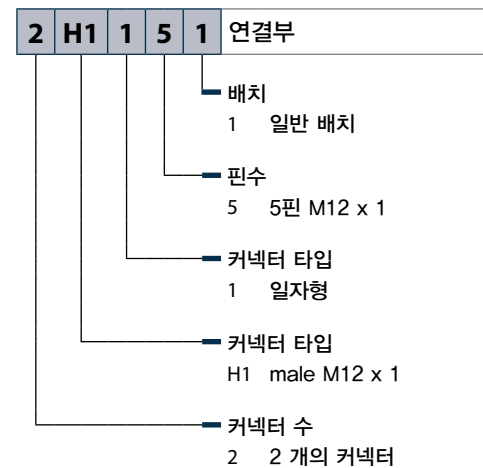 2 H1 1 5 1 연결부
배치
1 일반 배치
핀수
5 5핀 M12 x 1
커넥터 타입
1 일자형
커넥터 타입
H1 male M12 x 1
커넥터 수
2 2 개의 커넥터